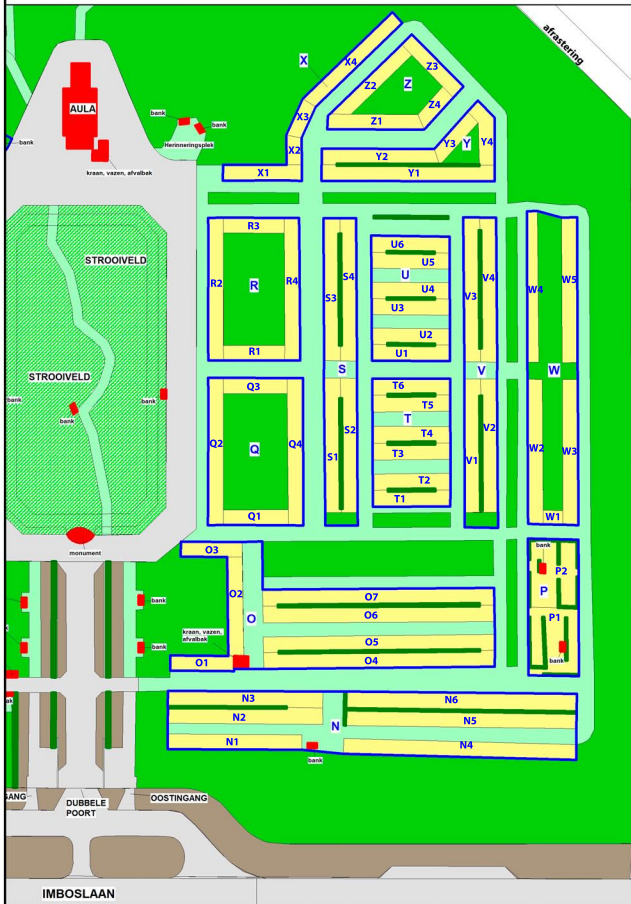 afrastering
X
X4
Z2
Z3
Z
Z4
Z1
X3
X2
X1
Y2
Y3
Y
Y4
Y1
AULA
bank
bank
Herinneringsplek
bank
kraan, vazen, afvalbak
STROOIVELD
STROOIVELD
bank
bank
bank
monument
R3
R2
R
R4
R1
S3
S4
S
S1
S2
U6
U5
U
U4
U3
U2
U1
T6
T5
T
T4
T3
T2
T1
V3
V4
V
V1
V2
W4
W5
W
W2
W3
W1
Q3
Q2
Q
Q4
Q1
O3
O2
O
O7
O6
O5
O4
O1
kraan, vazen,
afvalbak
bank
P2
P
P1
bank
bank
bank
ak
N3
N2
N1
N
N6
N5
N4
bank
GANG
DUBBELE
POORT
OOSTINGANG
IMBOSLAAN